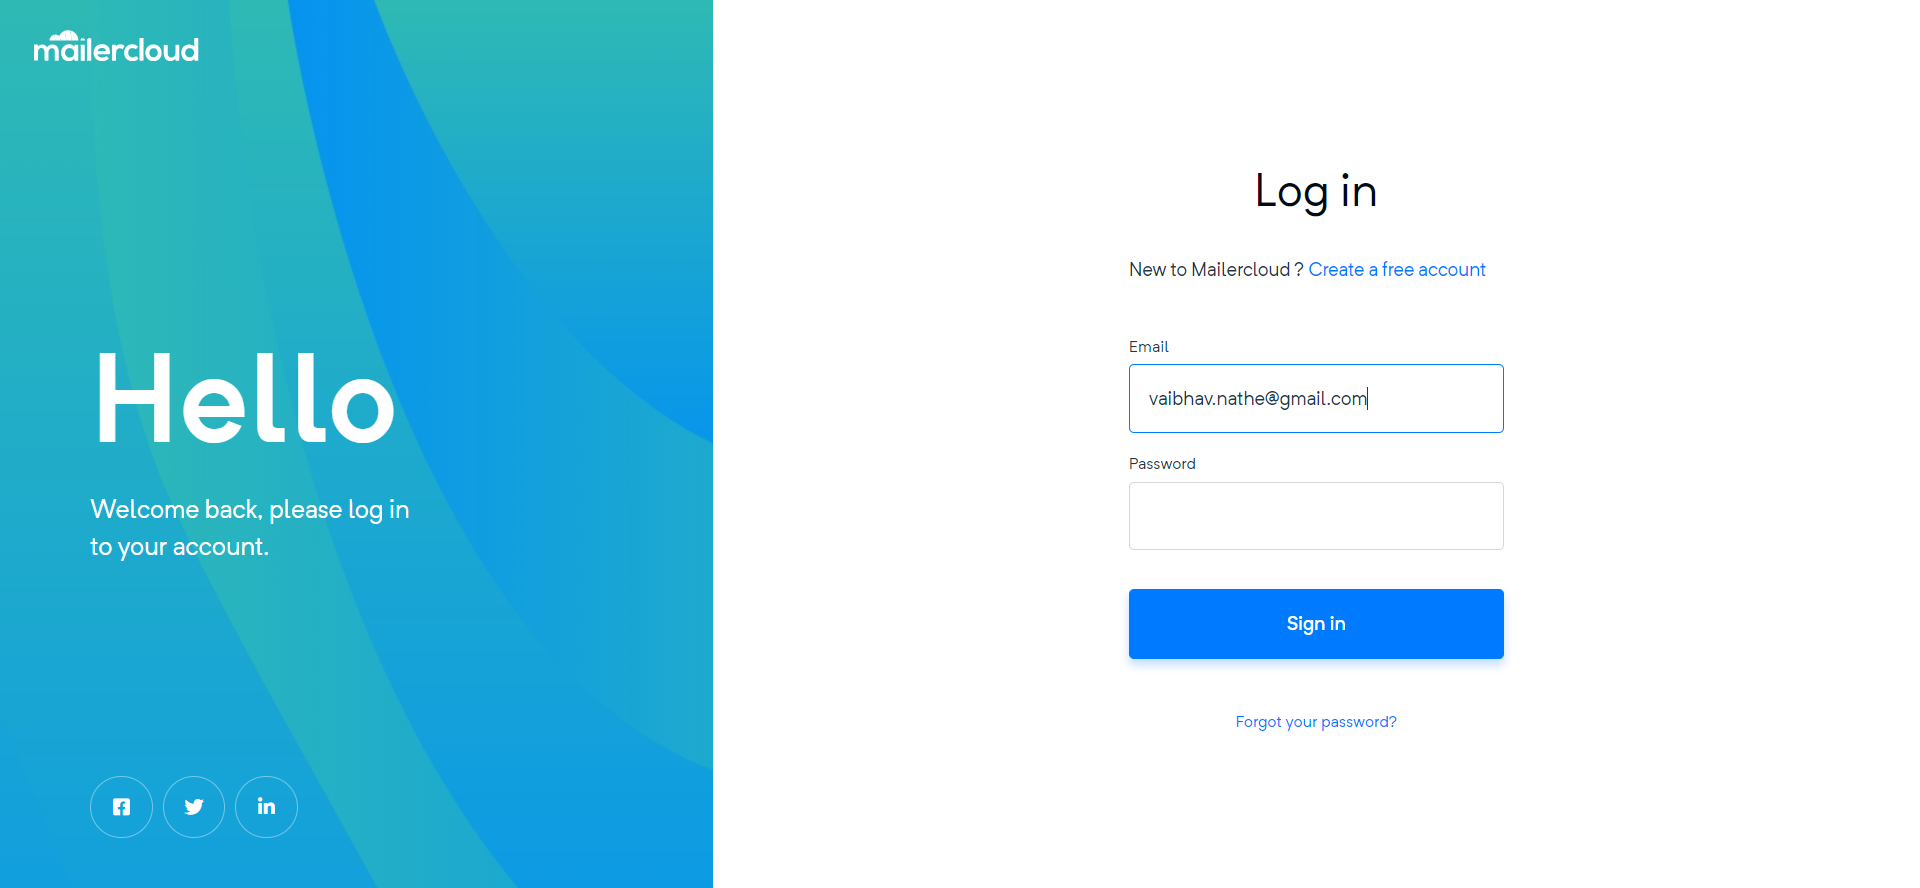 mailercloud
Hello
Welcome back, please log in
to your account.
Log in
New to Mailercloud ? Create a free account
Email
vaibhav.nathe@gmail.com
Password
Sign in
Forgot your password?